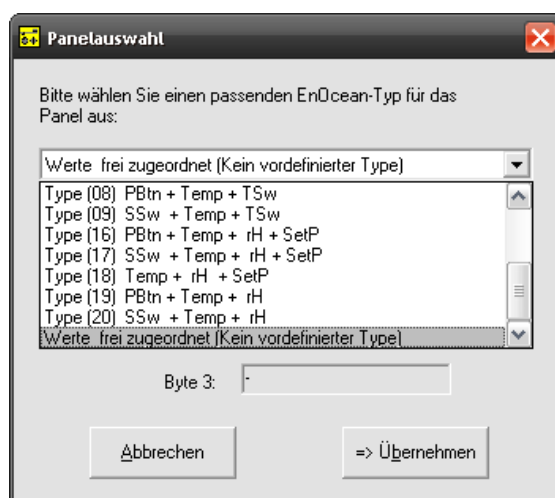 Panelauswahl
Bitte wählen Sie einen passenden EnOcean-Typ für das
Panel aus:
Werte frei zugeordnet (Kein vordefinierter Type)
Type (08) PBtn + Temp + TSw
Type (09) SSw + Temp + TSw
Type (16) PBtn + Temp + rH + SetP
Type (17) SSw + Temp + rH + SetP
Type (18) Temp + rH + SetP
Type (19) PBtn + Temp + rH
Type (20) SSw + Temp + rH
Werte frei zugeordnet (Kein vordefinierter Type)
Byte 3: -
Abbrechen => Übernehmen